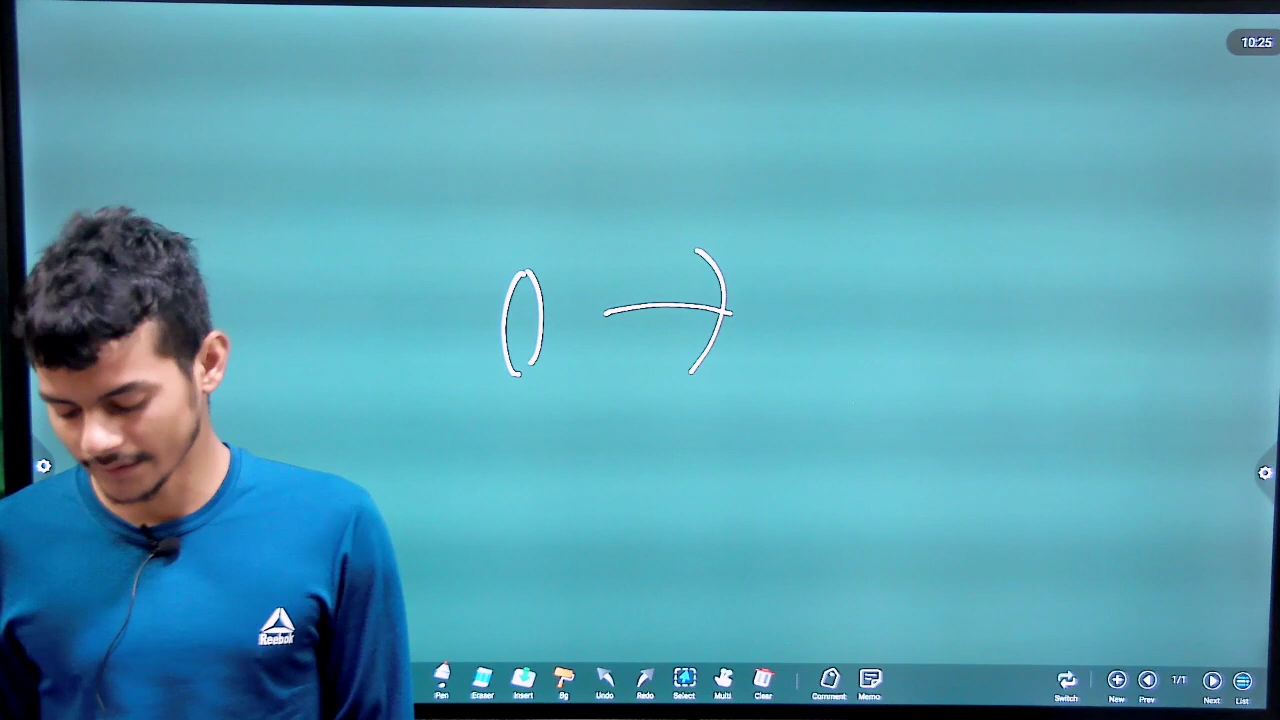 10:25
0 →
Reebok
Pen Eraser Insert Bg Undo Redo Select Multi Clear Comment Memo Switch New Prev 1/1 Next List